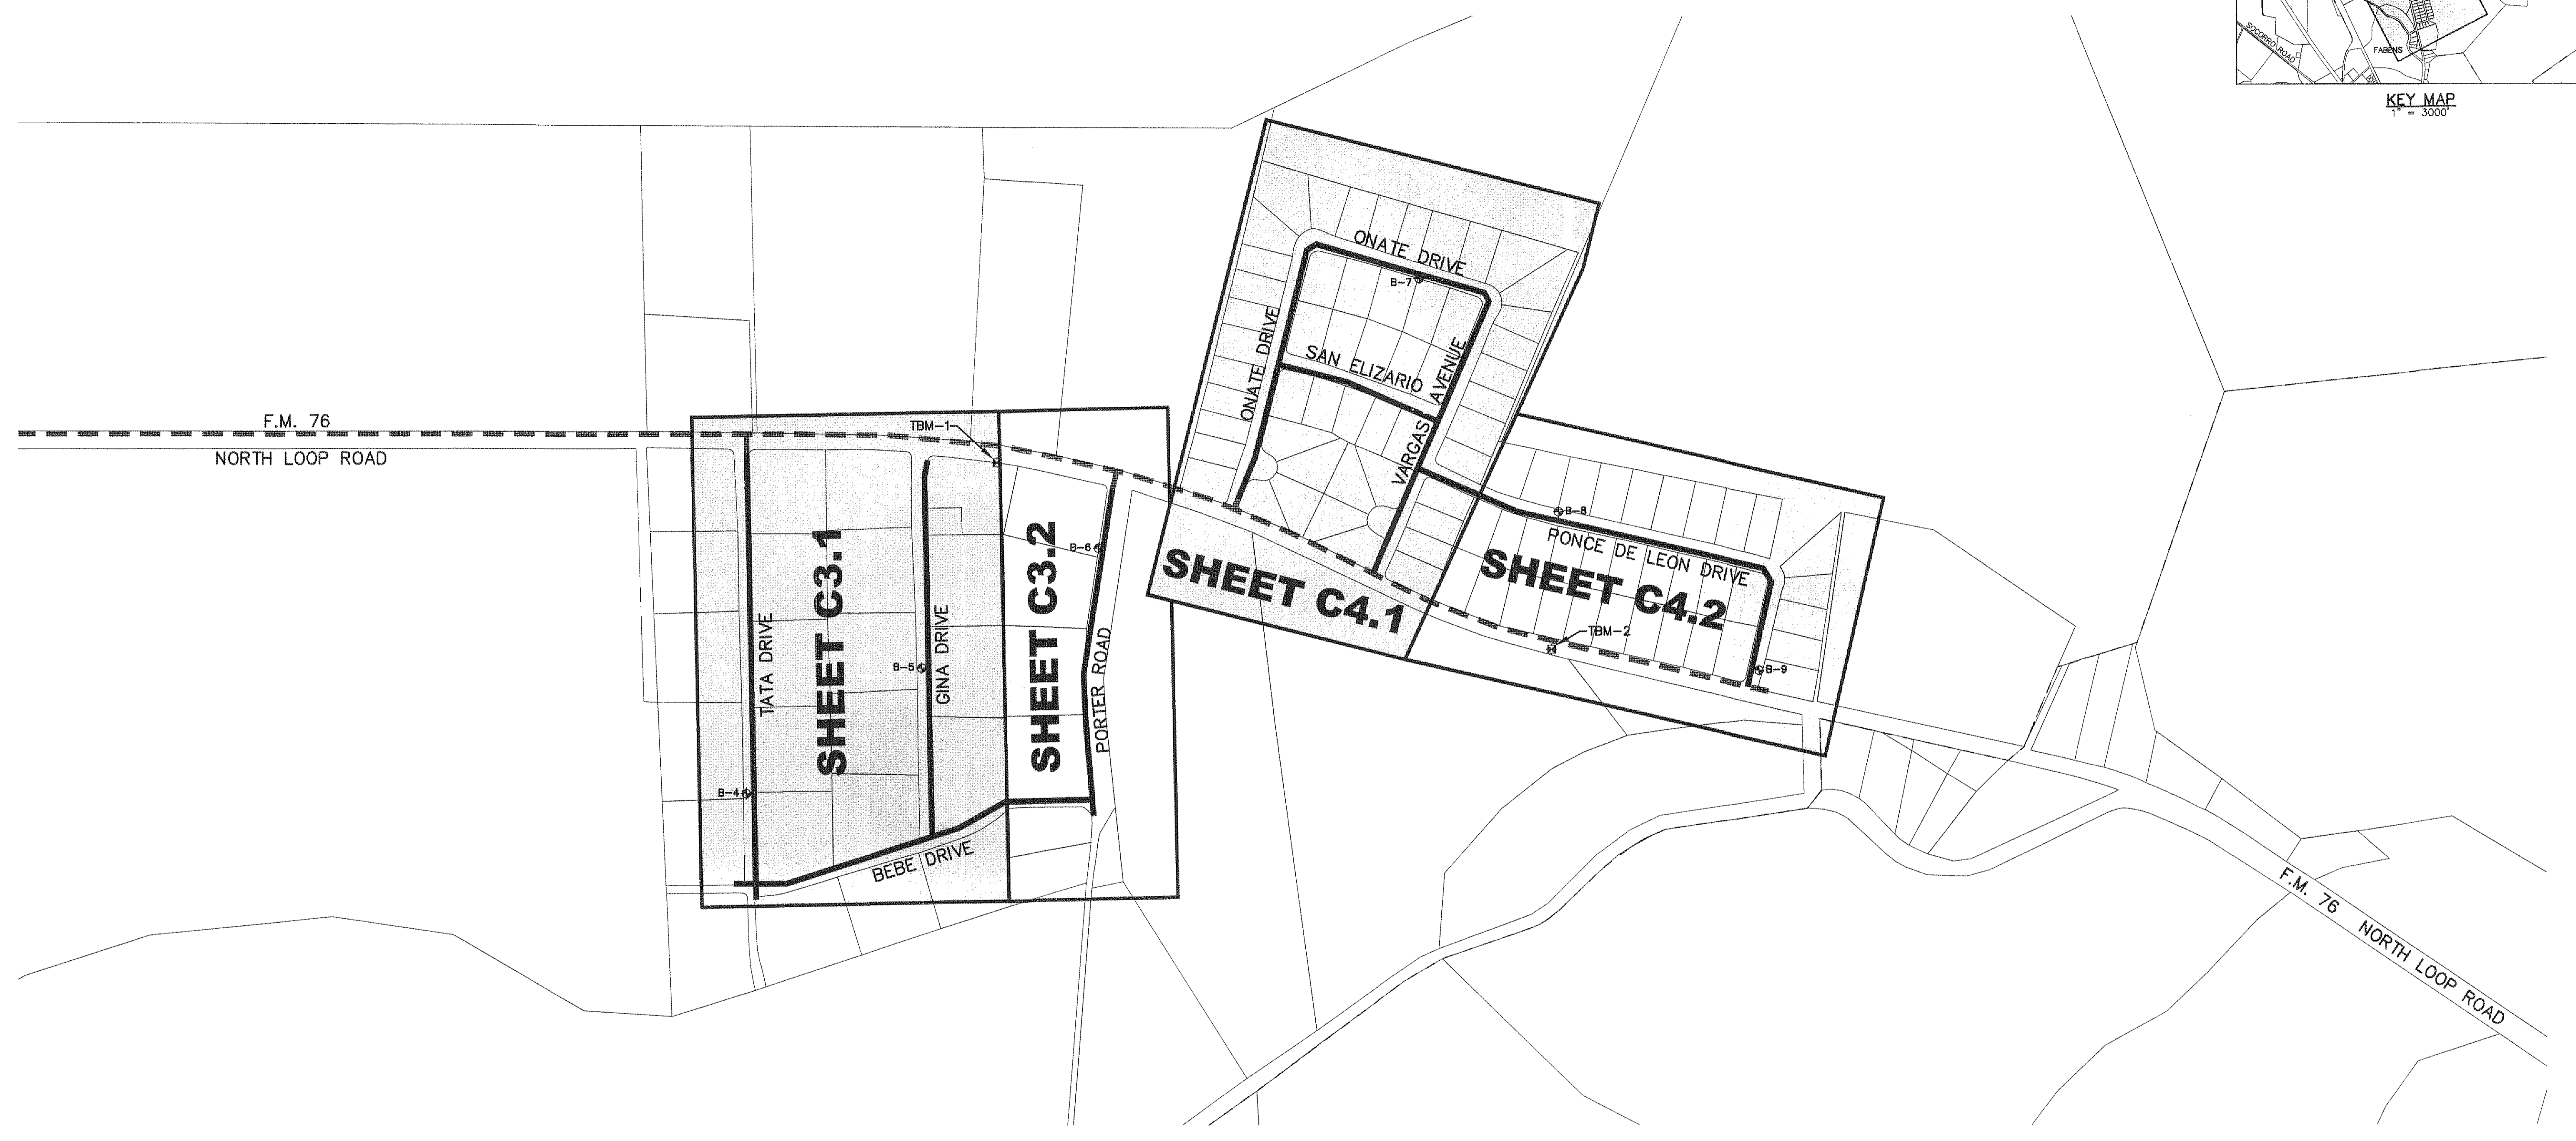 SOCORRO ROAD
FABENS
KEY MAP
1" = 3000'
ONATE DRIVE
B-7
ONATE DRIVE
SAN ELIZARIO
VARGAS AVENUE
F.M. 76
NORTH LOOP ROAD
TBM-1
B-8
PONCE DE LEON DRIVE
B-6
SHEET C3.1
SHEET C3.2
SHEET C4.1
SHEET C4.2
TBM-2
TATA DRIVE
B-5
GINA DRIVE
PORTER ROAD
B-9
B-4
BEBE DRIVE
F.M. 76 NORTH LOOP ROAD